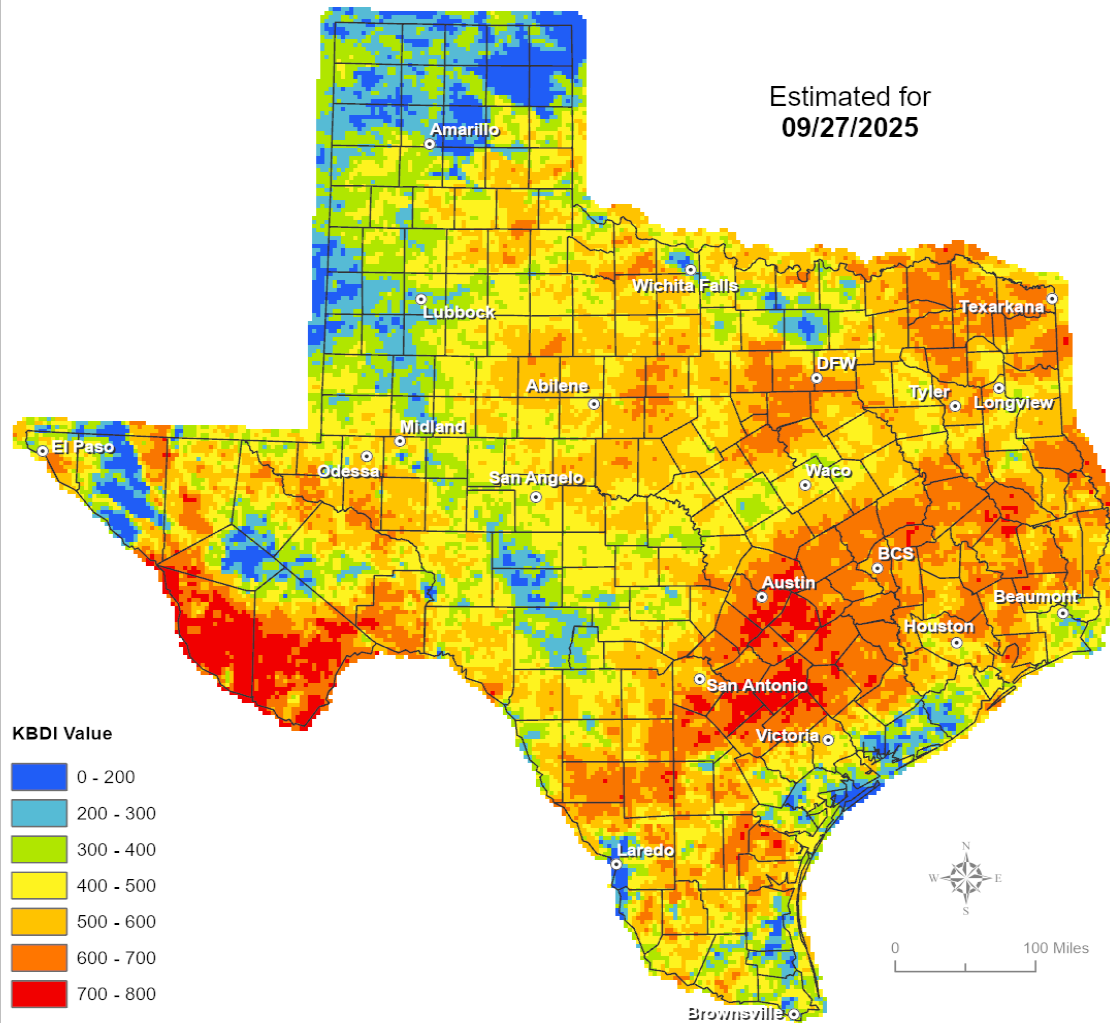 Estimated for
09/27/2025
Amarillo
Wichita Falls
Lubbock
Texarkana
DFW
Abilene
Tyler
Longview
Midland
El Paso
Odessa
San Angelo
Waco
BCS
Austin
Beaumont
Houston
San Antonio
Victoria
Laredo
Brownsville
KBDI Value
0 - 200
200 - 300
300 - 400
400 - 500
500 - 600
600 - 700
700 - 800
N
W E
S
0 100 Miles